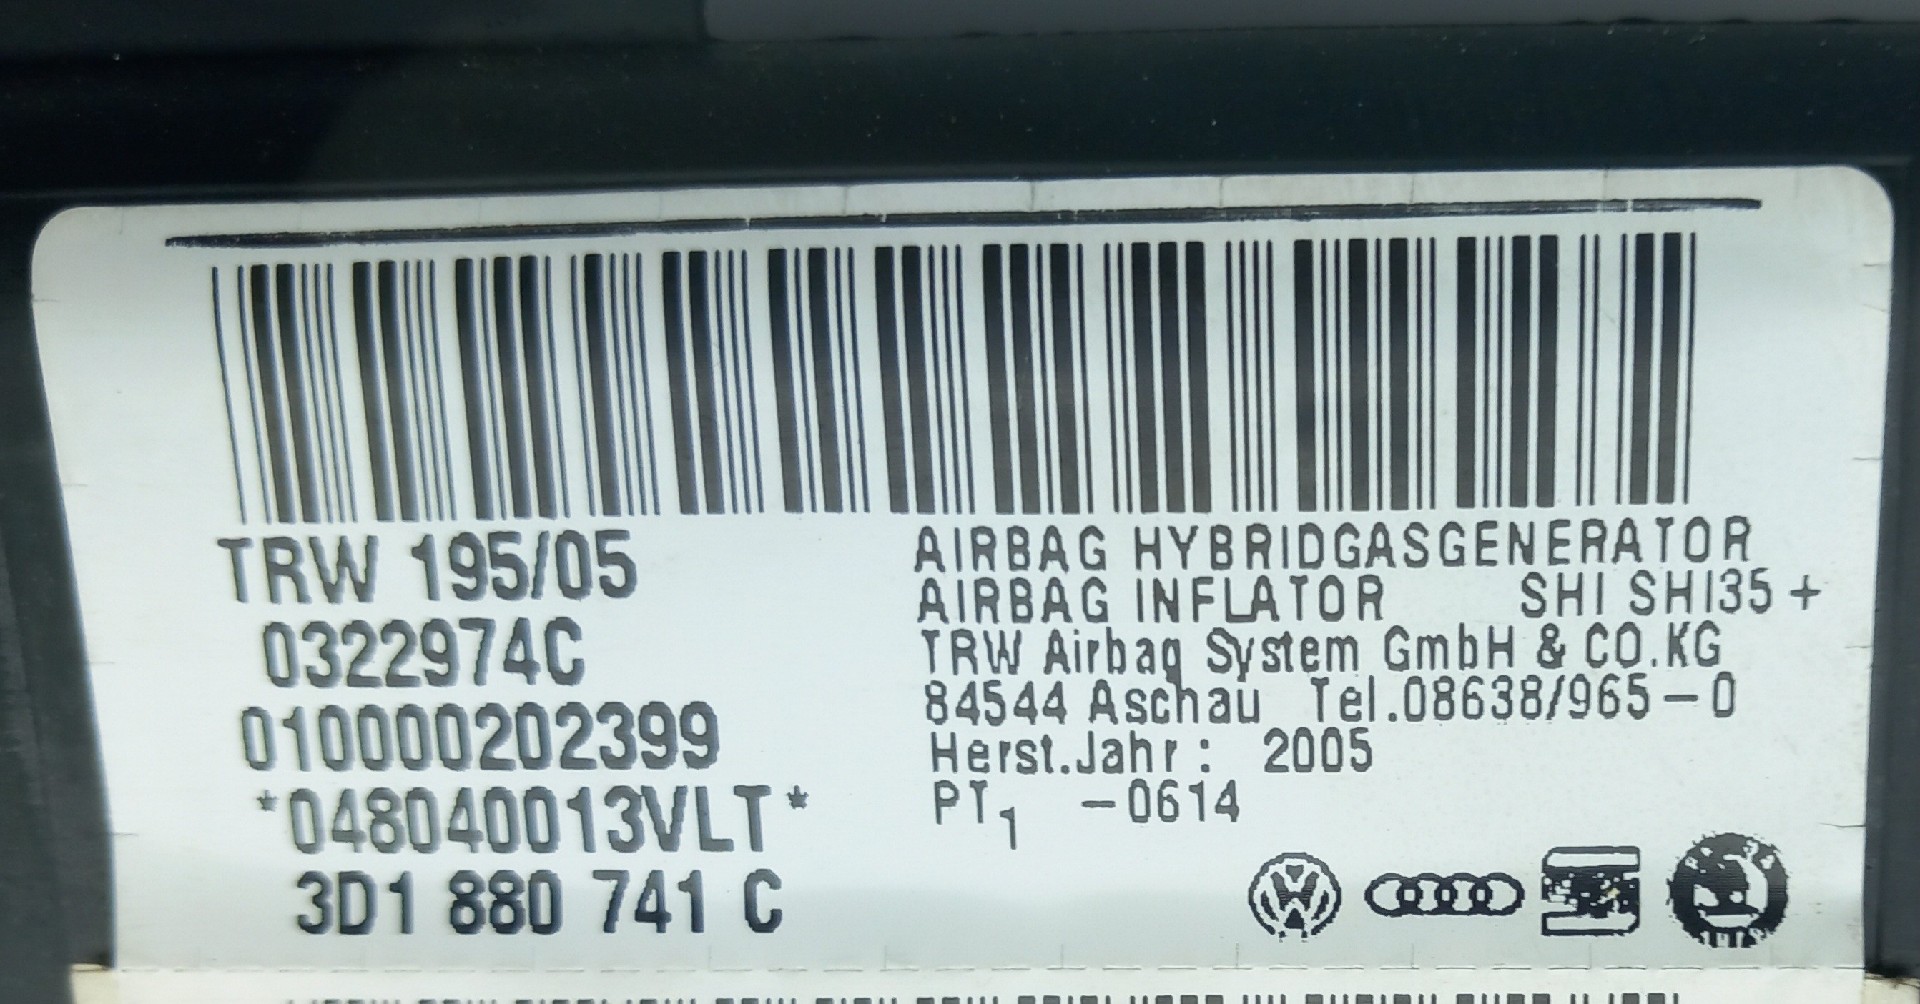 TRW 195/05
0322974C
010000202399
*048040013VLT*
3D1 880 741 C
AIRBAG HYBRIDGASGENERATOR
AIRBAG INFLATOR SHI SHI35+
TRW Airbag System GmbH & CO.KG
84544 Aschau Tel.08638/965-0
Herst.Jahr: 2005
PT1 -0614